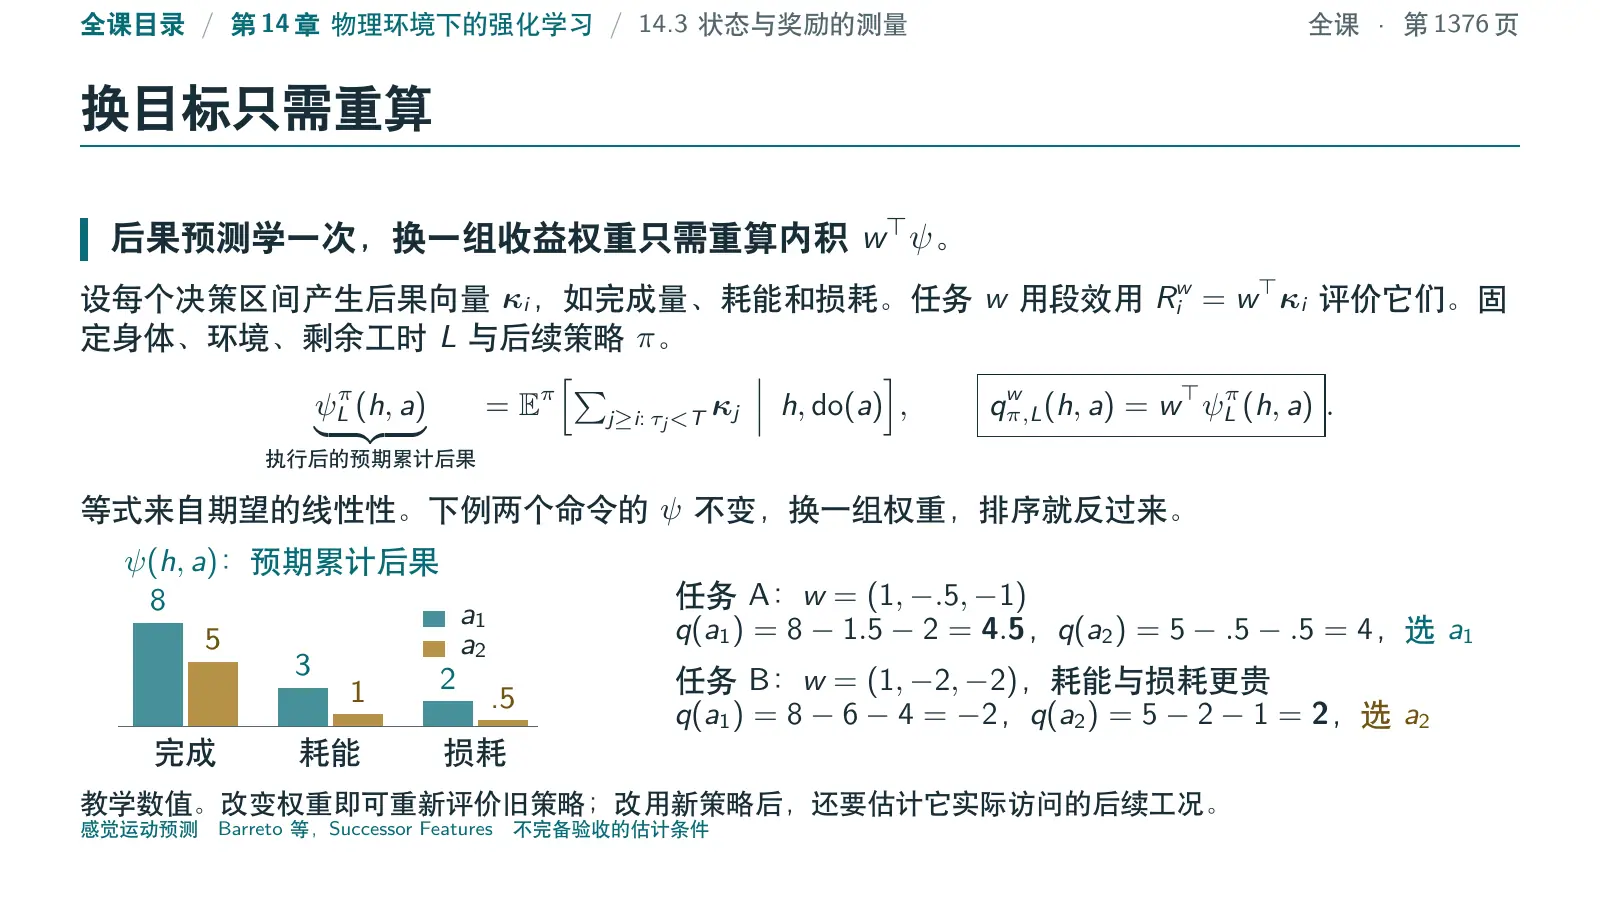 全课目录 / 第 14 章 物理环境下的强化学习 / 14.3 状态与奖励的测量
全课 · 第 1376 页
换目标只需重算
后果预测学一次，换一组收益权重只需重算内积 w⊤ψ。
设每个决策区间产生后果向量 κᵢ，如完成量、耗能和损耗。任务 w 用段效用 Rᵢʷ = w⊤κᵢ 评价它们。固
定身体、环境、剩余工时 L 与后续策略 π。
ψ_L^π(h, a) = 𝔼^π [∑_{j≥i: τ_j<T} κ_j | h, do(a)], q_{π,L}^w(h, a) = w⊤ψ_L^π(h, a).
执行后的预期累计后果
等式来自期望的线性性。下例两个命令的 ψ 不变，换一组权重，排序就反过来。
ψ(h, a)：预期累计后果
8 5 3 1 2 .5
a₁
a₂
完成 耗能 损耗
任务 A：w = (1, −.5, −1)
q(a₁) = 8 − 1.5 − 2 = 4.5，q(a₂) = 5 − .5 − .5 = 4，选 a₁
任务 B：w = (1, −2, −2)，耗能与损耗更贵
q(a₁) = 8 − 6 − 4 = −2，q(a₂) = 5 − 2 − 1 = 2，选 a₂
教学数值。改变权重即可重新评价旧策略；改用新策略后，还要估计它实际访问的后续工况。
感觉运动预测 Barreto 等，Successor Features 不完备验收的估计条件